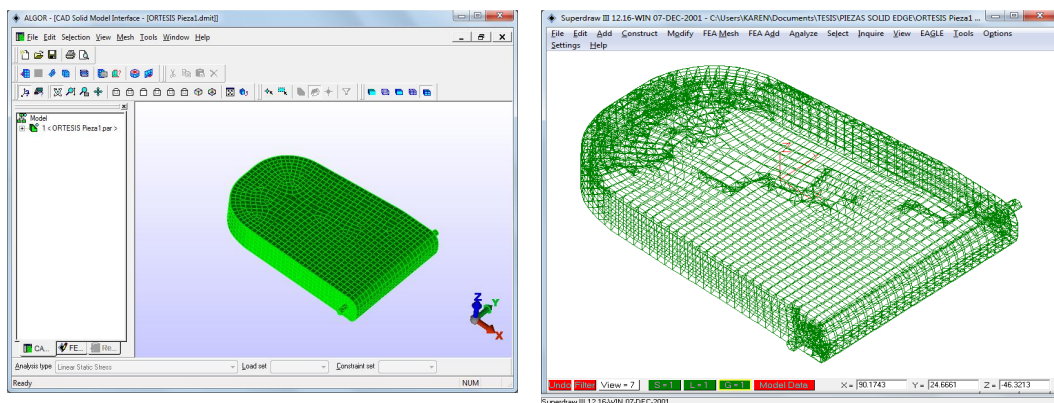 ALGOR - [CAD Solid Model Interface - [ORTESIS Pieza1.dmit]]
File Edit Selection View Mesh Tools Window Help
Model
1 < ORTESIS Pieza1.par >
Z
Y
X
CA... FE... Re...
Analysis type Linear Static Stress Load set Constraint set
Ready NUM
Superdraw III 12.16-WIN 07-DEC-2001 - C:\Users\KAREN\Documents\TESIS\PIEZAS SOLID EDGE\ORTESIS Pieza1 ...
File Edit Add Construct Modify FEA Mesh FEA Add Analyze Select Inquire View EAGLE Tools Options
Settings Help
Undo Filter View = 7 S = 1 L = 1 G = 1 Model Data X = 90.1743 Y = 24.6661 Z = -46.3213
Superdraw III 12.16-WIN 07-DEC-2001